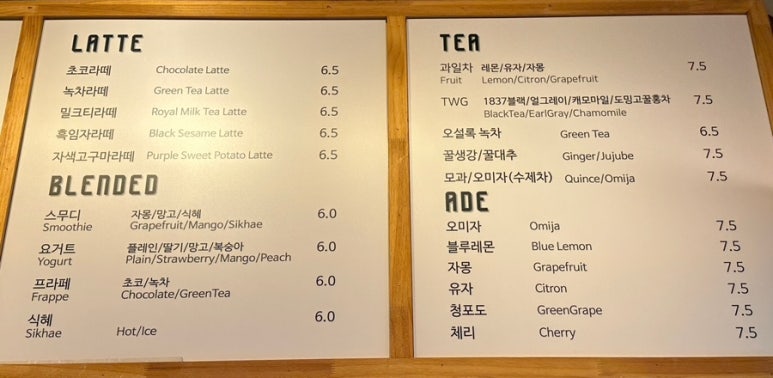 LATTE
초코라떼 Chocolate Latte 6.5
녹차라떼 Green Tea Latte 6.5
밀크티라떼 Royal Milk Tea Latte 6.5
흑임자라떼 Black Sesame Latte 6.5
자색고구마라떼 Purple Sweet Potato Latte 6.5
BLENDED
스무디 자몽/망고/식혜 6.0
Smoothie Grapefruit/Mango/Sikhae
요거트 플레인/딸기/망고/복숭아 6.0
Yogurt Plain/Strawberry/Mango/Peach
프라페 초코/녹차 6.0
Frappe Chocolate/GreenTea
식혜 6.0
Sikhae Hot/Ice
TEA
과일차 레몬/유자/자몽 7.5
Fruit Lemon/Citron/Grapefruit
TWG 1837블랙/얼그레이/캐모마일/도밍고꿀홍차 7.5
BlackTea/EarlGray/Chamomile
오설록 녹차 Green Tea 6.5
꿀생강/꿀대추 Ginger/Jujube 7.5
모과/오미자(수제차) Quince/Omija 7.5
ADE
오미자 Omija 7.5
블루레몬 Blue Lemon 7.5
자몽 Grapefruit 7.5
유자 Citron 7.5
청포도 GreenGrape 7.5
체리 Cherry 7.5